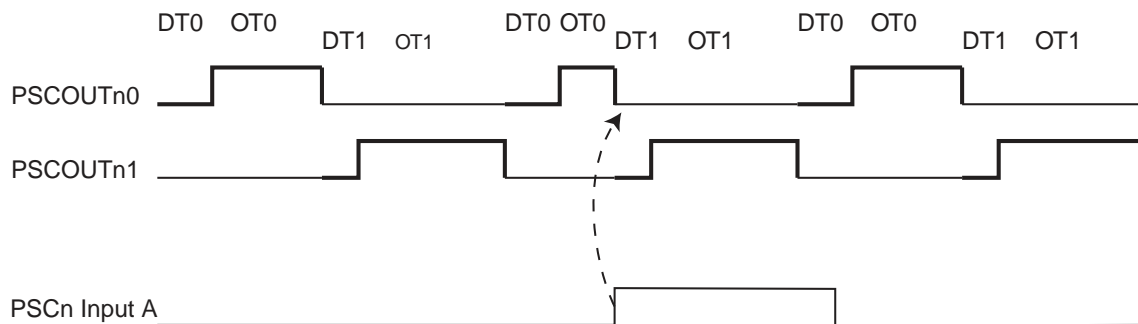 DT0 OT0 DT0 OT0 DT0 OT0
DT1 OT1 DT1 OT1 DT1 OT1
PSCOUTn0
PSCOUTn1
PSCn Input A